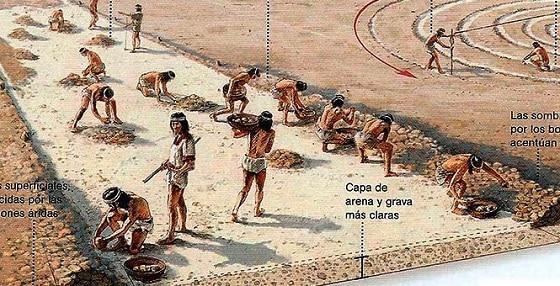 Las somb
por los bo
acentúan
s superficiales,
cidas por las
ones áridas
Capa de
arena y grava
más claras